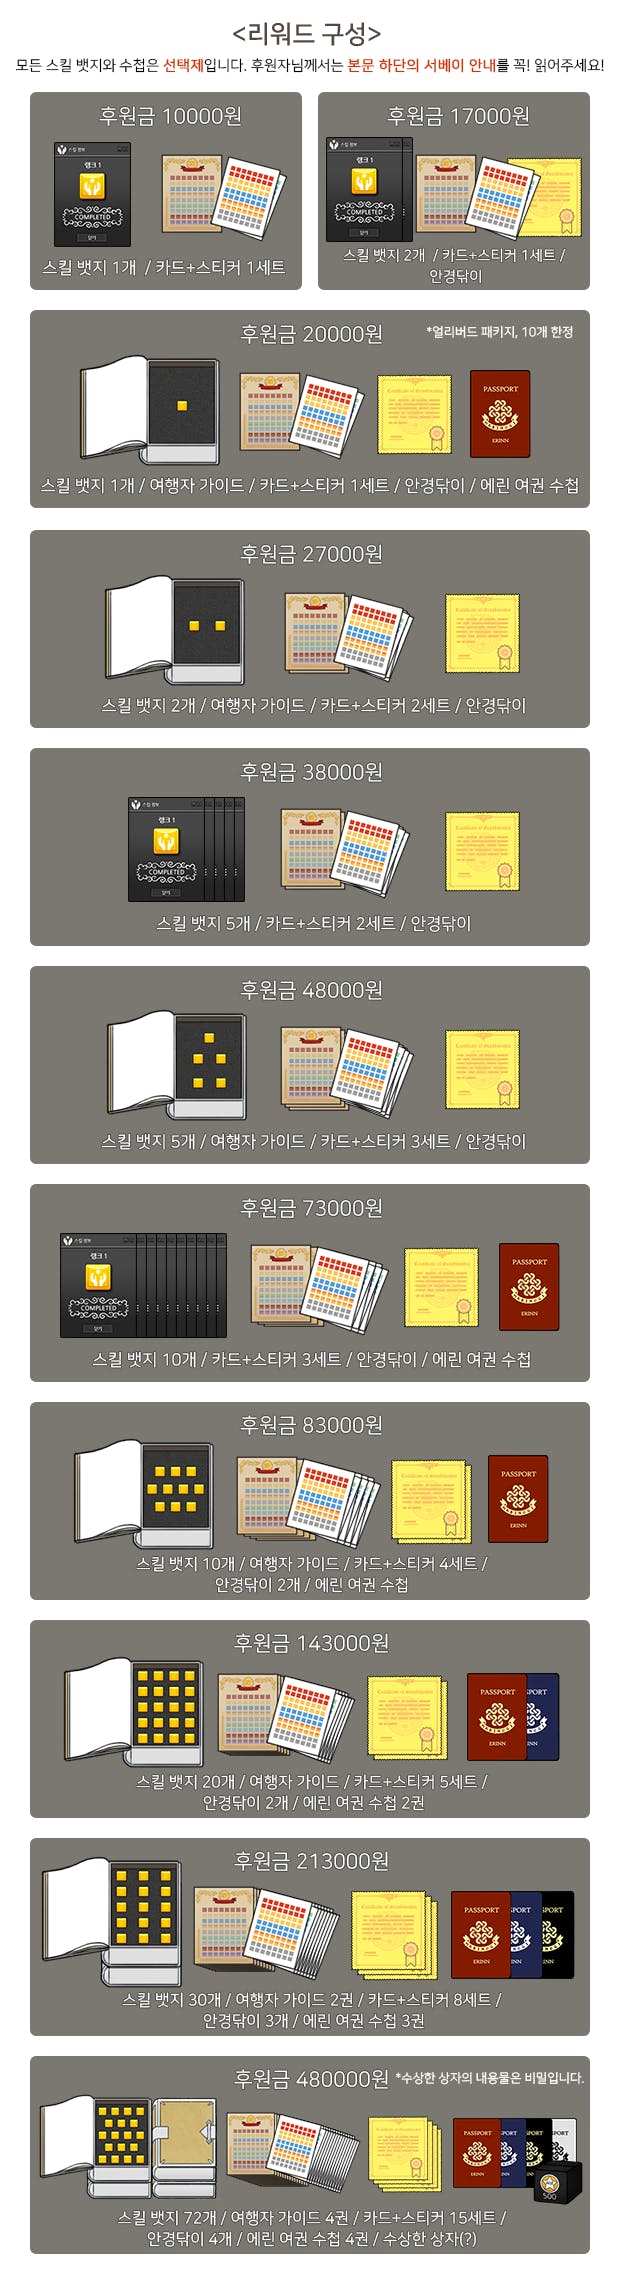 <리워드 구성>
모든 스킬 뱃지와 수첩은 선택제입니다. 후원자님께서는 본문 하단의 서베이 안내를 꼭! 읽어주세요!
후원금 10000원
스킬 정보
랭크 1
COMPLETED
닫기
스킬 뱃지 1개 / 카드+스티커 1세트
후원금 17000원
스킬 정보
랭크 1
COMPLETED
닫기
스킬 뱃지 2개 / 카드+스티커 1세트 /
안경닦이
후원금 20000원
*얼리버드 패키지, 10개 한정
PASSPORT
ERINN
스킬 뱃지 1개 / 여행자 가이드 / 카드+스티커 1세트 / 안경닦이 / 에린 여권 수첩
후원금 27000원
스킬 뱃지 2개 / 여행자 가이드 / 카드+스티커 2세트 / 안경닦이
후원금 38000원
스킬 정보
랭크 1
COMPLETED
닫기
스킬 뱃지 5개 / 카드+스티커 2세트 / 안경닦이
후원금 48000원
스킬 뱃지 5개 / 여행자 가이드 / 카드+스티커 3세트 / 안경닦이
후원금 73000원
스킬 정보
랭크 1
COMPLETED
닫기
PASSPORT
ERINN
스킬 뱃지 10개 / 카드+스티커 3세트 / 안경닦이 / 에린 여권 수첩
후원금 83000원
PASSPORT
ERINN
스킬 뱃지 10개 / 여행자 가이드 / 카드+스티커 4세트 /
안경닦이 2개 / 에린 여권 수첩
후원금 143000원
PASSPORT
ERINN
스킬 뱃지 20개 / 여행자 가이드 / 카드+스티커 5세트 /
안경닦이 2개 / 에린 여권 수첩 2권
후원금 213000원
PASSPORT
ERINN
스킬 뱃지 30개 / 여행자 가이드 2권 / 카드+스티커 8세트 /
안경닦이 3개 / 에린 여권 수첩 3권
후원금 480000원
*수상한 상자의 내용물은 비밀입니다.
PASSPORT
ERINN
500
스킬 뱃지 72개 / 여행자 가이드 4권 / 카드+스티커 15세트 /
안경닦이 4개 / 에린 여권 수첩 4권 / 수상한 상자(?)